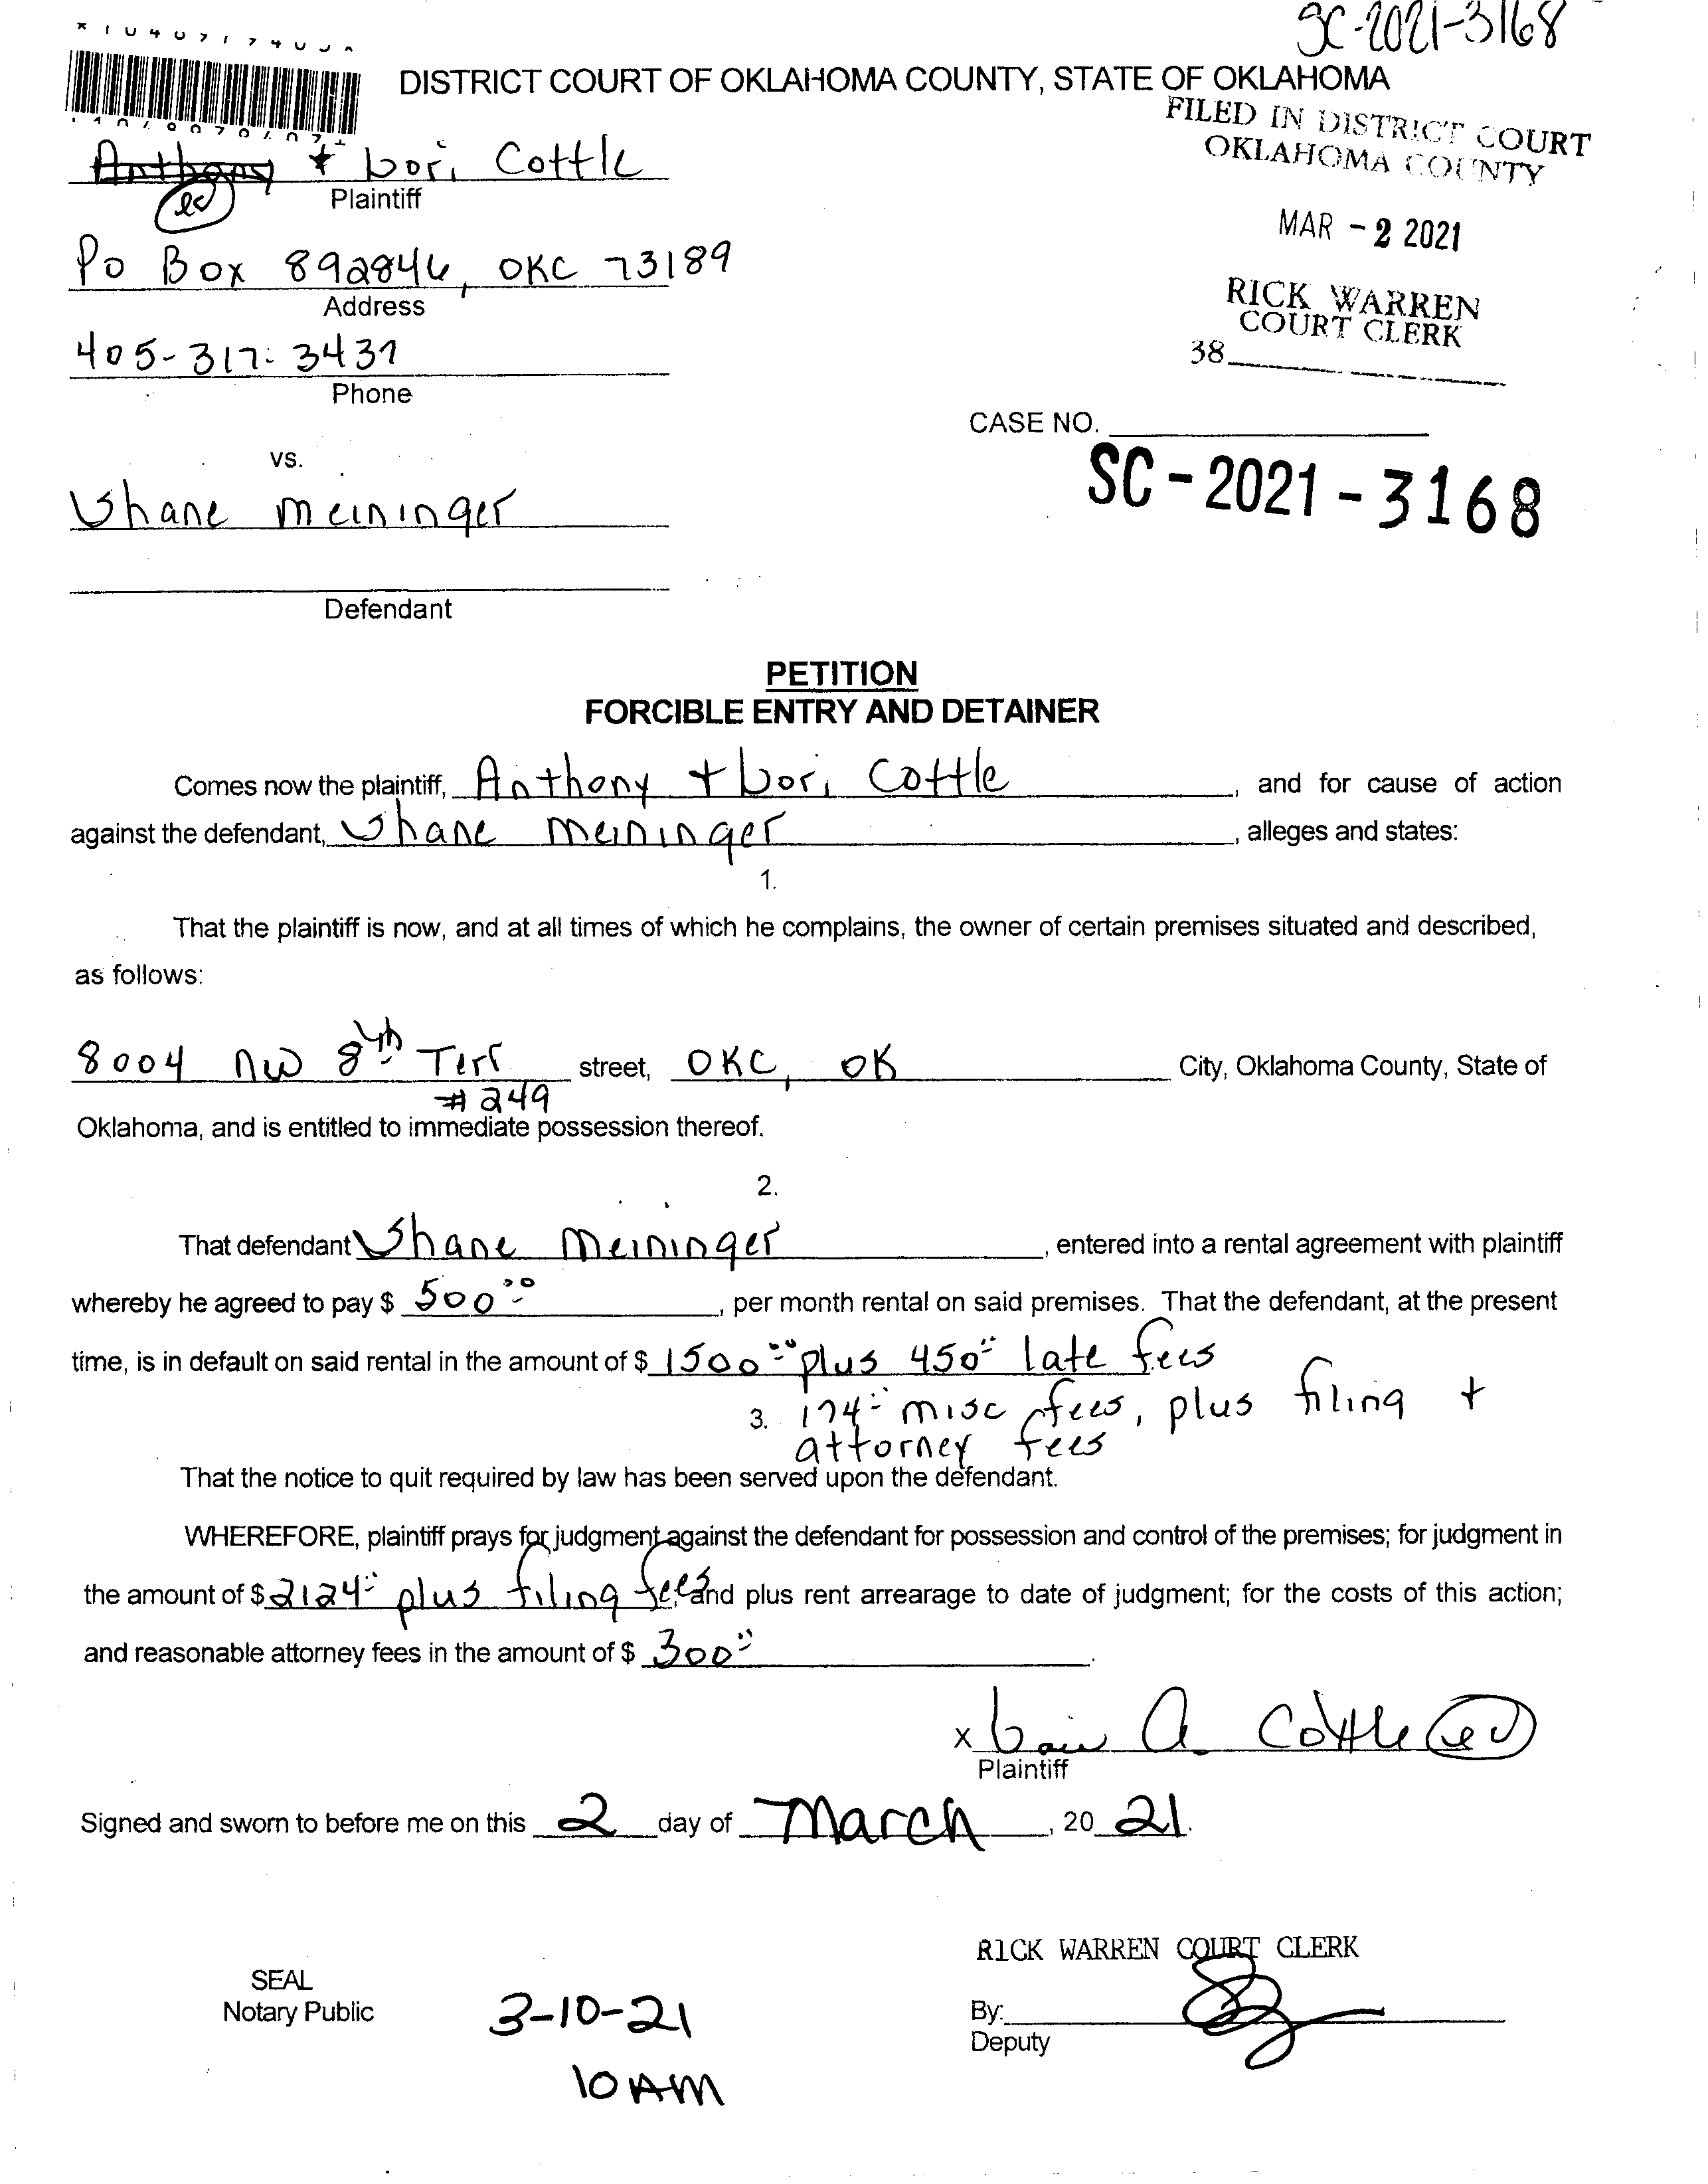 SC-2021-3168
DISTRICT COURT OF OKLAHOMA COUNTY, STATE OF OKLAHOMA
FILED IN DISTRICT COURT
OKLAHOMA COUNTY
Anthony + Lori Cottle
Plaintiff
LC
MAR - 2 2021
PO Box 892846, OKC 73189
Address
RICK WARREN
COURT CLERK
38
405-317-3437
Phone
CASE NO.
SC-2021-3168
vs.
Shane Meininger
Defendant
PETITION
FORCIBLE ENTRY AND DETAINER
Comes now the plaintiff, Anthony + Lori Cottle, and for cause of action
against the defendant, Shane Meininger, alleges and states:
1.
That the plaintiff is now, and at all times of which he complains, the owner of certain premises situated and described,
as follows:
8004 NW 8th Terr street, OKC, OK City, Oklahoma County, State of
#249
Oklahoma, and is entitled to immediate possession thereof.
2.
That defendant Shane Meininger, entered into a rental agreement with plaintiff
whereby he agreed to pay $ 500.00, per month rental on said premises. That the defendant, at the present
time, is in default on said rental in the amount of $ 1500.00 plus 450.00 late fees
3. 174.00 misc fees, plus filing +
attorney fees
That the notice to quit required by law has been served upon the defendant.
WHEREFORE, plaintiff prays for judgment against the defendant for possession and control of the premises; for judgment in
the amount of $ 2124.00 plus filing fees, and plus rent arrearage to date of judgment; for the costs of this action;
and reasonable attorney fees in the amount of $ 300.00.
x Lori A. Cottle
Plaintiff
Signed and sworn to before me on this 2 day of March, 20 21.
RICK WARREN COURT CLERK
SEAL
Notary Public
3-10-21
10 AM
By:
Deputy